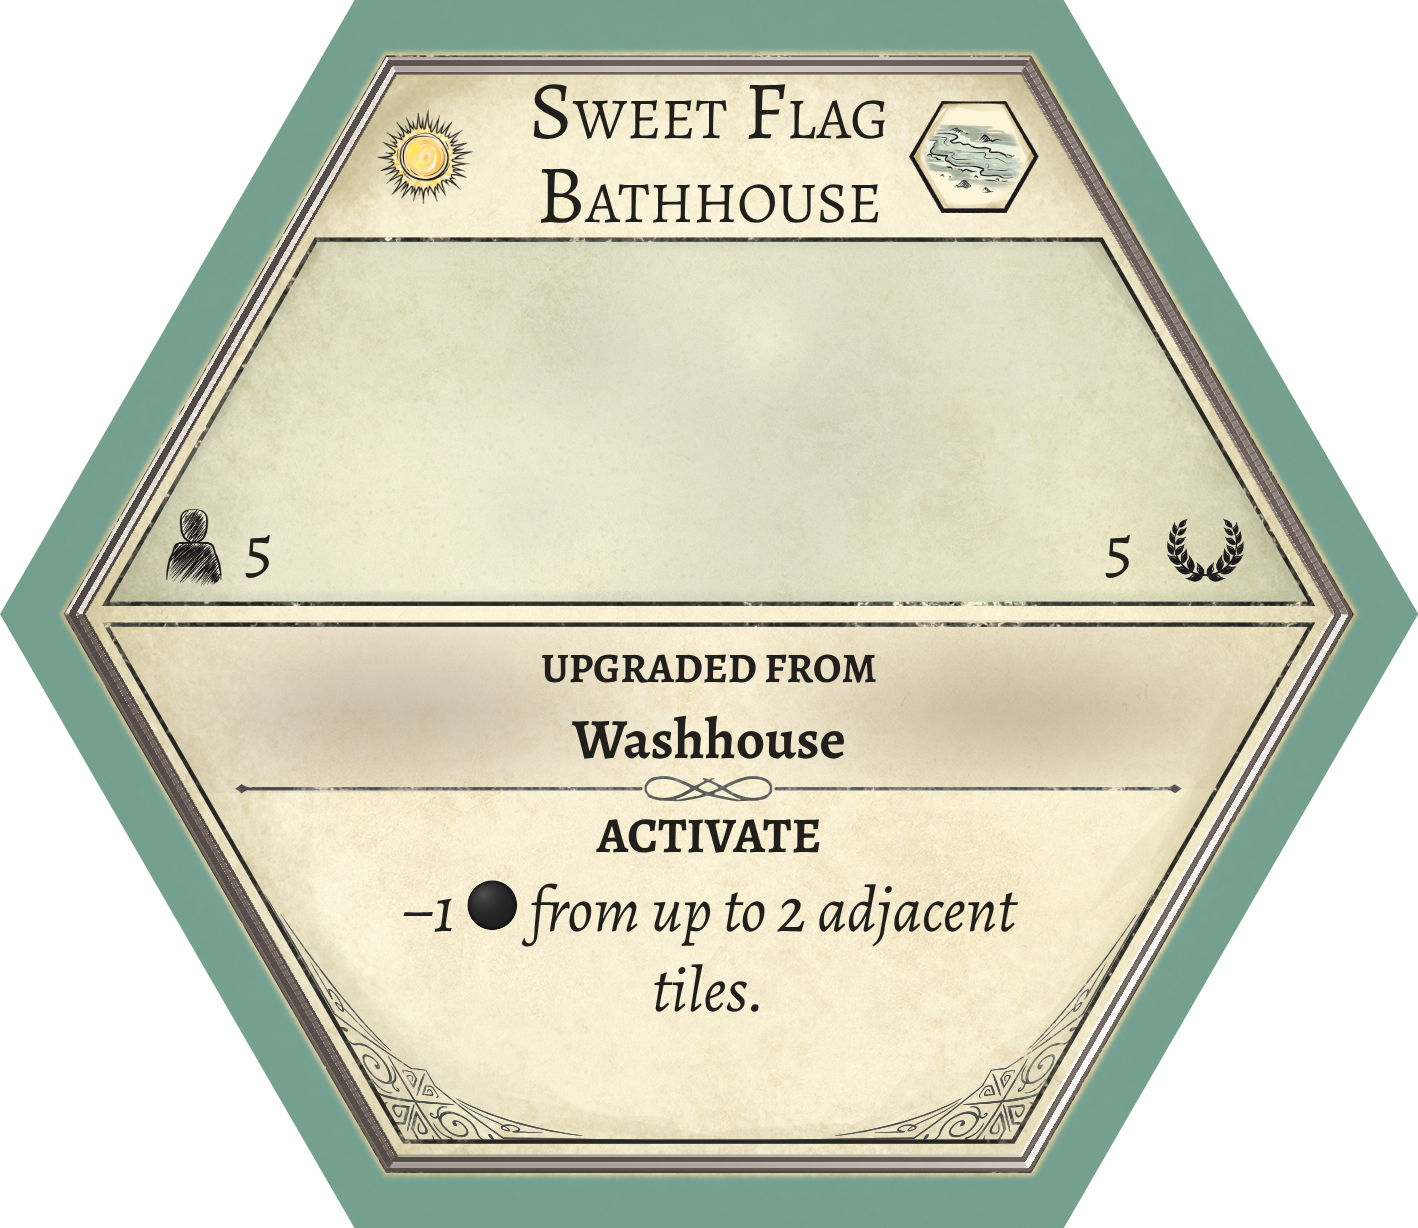 Sweet Flag
Bathhouse
5
5
UPGRADED FROM
Washhouse
ACTIVATE
–1 from up to 2 adjacent
tiles.